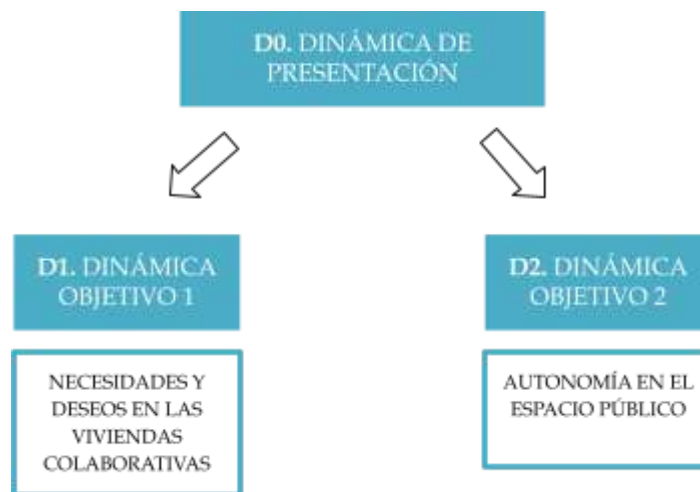 D0. DINÁMICA DE
PRESENTACIÓN
D1. DINÁMICA
OBJETIVO 1
NECESIDADES Y
DESEOS EN LAS
VIVIENDAS
COLABORATIVAS
D2. DINÁMICA
OBJETIVO 2
AUTONOMÍA EN EL
ESPACIO PÚBLICO